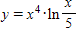 y = x⁴·ln x/5